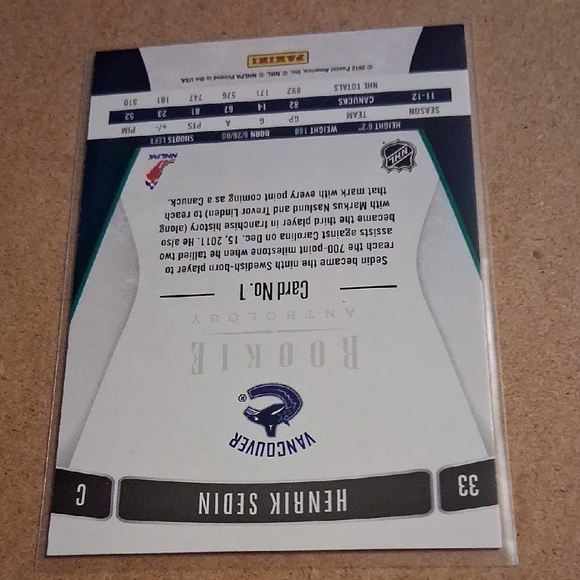 33 HENRIK SEDIN C
VANCOUVER
®
ROOKIE
ANTHOLOGY
Card No. 1
Sedin became the ninth Swedish-born player to
reach the 700-point milestone when he tallied two
assists against Carolina on Dec. 15, 2011. He also
became the third player in franchise history (along
with Markus Naslund and Trevor Linden) to reach
that mark with every point coming as a Canuck.
NHL NHLPA
HEIGHT 6'2" WEIGHT 188 BORN 9/26/80 SHOOTS LEFT
SEASON TEAM GP G A PTS +/- PIM
11-12 CANUCKS 82 14 67 81 23 52
NHL TOTALS 892 171 576 747 181 510
© 2012 Panini America, Inc. © NHL, © NHLPA Printed in the USA
PANINI